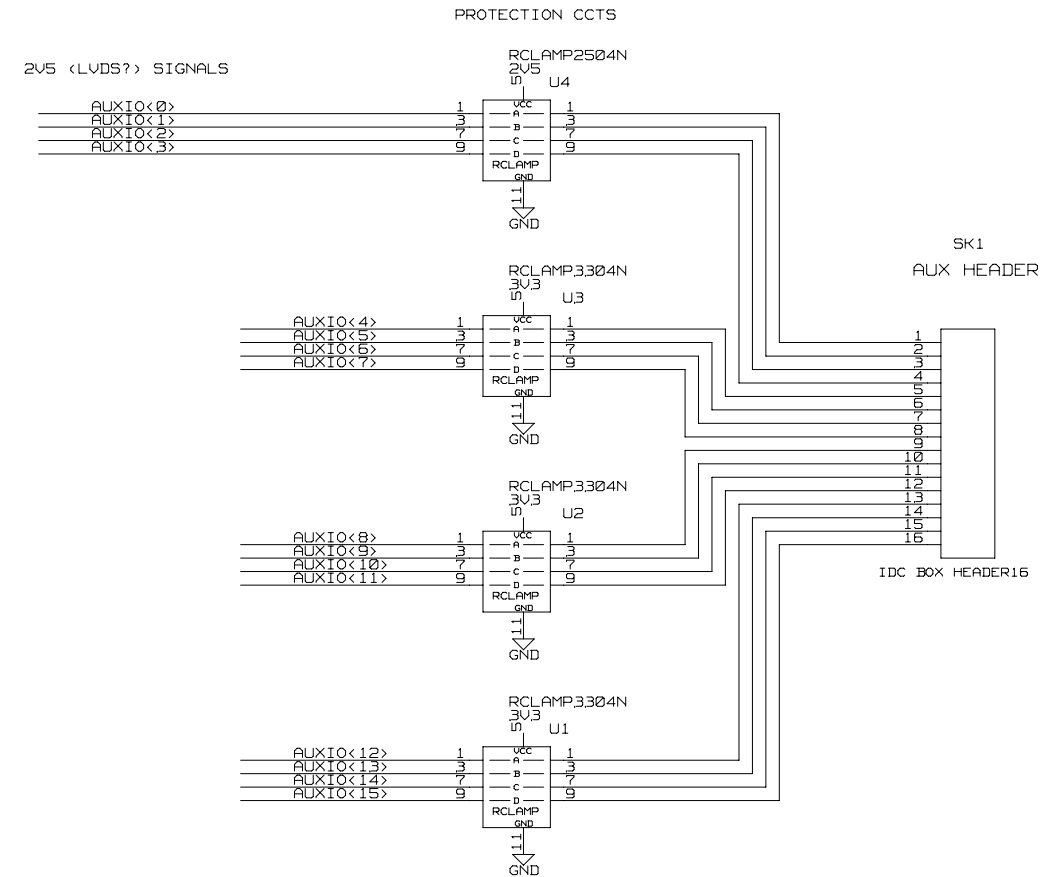 PROTECTION CCTS
2V5 (LVDS?) SIGNALS
RCLAMP2504N
2V5
5
U4
AUXIO<0>
AUXIO<1>
AUXIO<2>
AUXIO<3>
1
3
7
9
VCC
A
B
C
D
RCLAMP
GND
1
3
7
9
11
GND
SK1
AUX HEADER
RCLAMP3304N
3V3
5
U3
AUXIO<4>
AUXIO<5>
AUXIO<6>
AUXIO<7>
1
3
7
9
VCC
A
B
C
D
RCLAMP
GND
1
3
7
9
11
GND
1
2
3
4
5
6
7
8
9
10
11
12
13
14
15
16
IDC BOX HEADER16
RCLAMP3304N
3V3
5
U2
AUXIO<8>
AUXIO<9>
AUXIO<10>
AUXIO<11>
1
3
7
9
VCC
A
B
C
D
RCLAMP
GND
1
3
7
9
11
GND
RCLAMP3304N
3V3
5
U1
AUXIO<12>
AUXIO<13>
AUXIO<14>
AUXIO<15>
1
3
7
9
VCC
A
B
C
D
RCLAMP
GND
1
3
7
9
11
GND